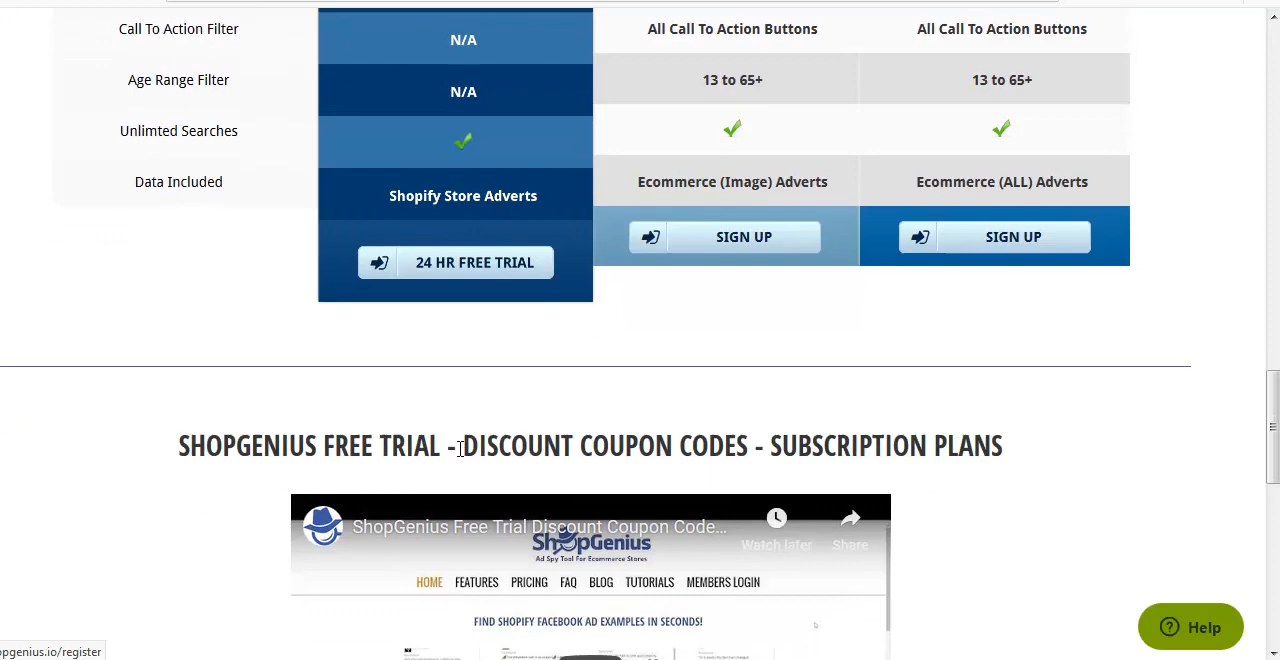 Call To Action Filter N/A All Call To Action Buttons All Call To Action Buttons
Age Range Filter N/A 13 to 65+ 13 to 65+
Unlimted Searches
Data Included Shopify Store Adverts Ecommerce (Image) Adverts Ecommerce (ALL) Adverts
24 HR FREE TRIAL SIGN UP SIGN UP
SHOPGENIUS FREE TRIAL - DISCOUNT COUPON CODES - SUBSCRIPTION PLANS
ShopGenius Free Trial Discount Coupon Code...
Watch later Share
ShopGenius
Ad Spy Tool For Ecommerce Stores
HOME FEATURES PRICING FAQ BLOG TUTORIALS MEMBERS LOGIN
FIND SHOPIFY FACEBOOK AD EXAMPLES IN SECONDS!
Help
pgenius.io/register